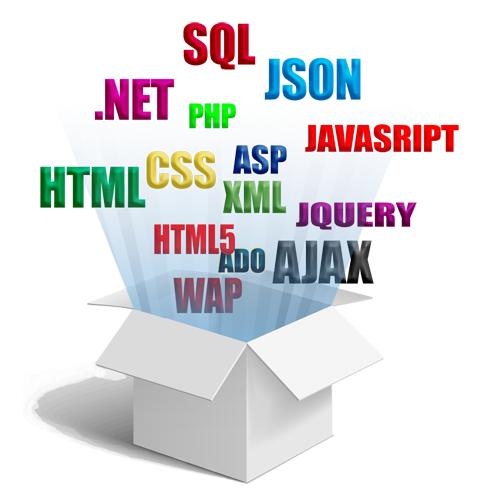 SQL
JSON
.NET
PHP
JAVASRIPT
CSS
ASP
HTML
XML
JQUERY
HTML5
ADO
AJAX
WAP